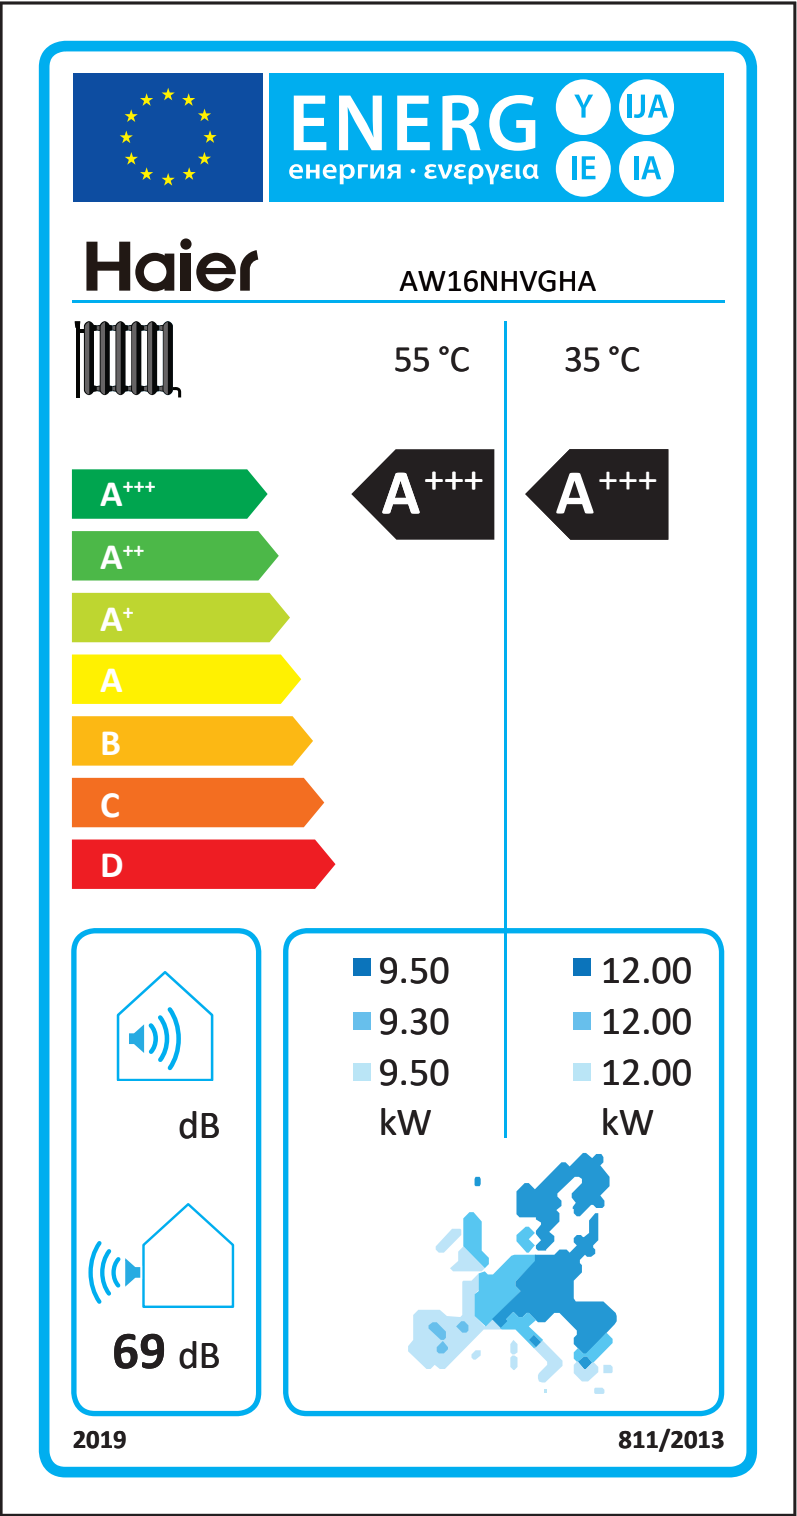 ENERG Y IJA
енергия · ενεργεια IE IA
Haier AW16NHVGHA
55 °C 35 °C
A+++ A+++
A+++
A++
A+
A
B
C
D
9.50 12.00
9.30 12.00
9.50 12.00
kW kW
dB
69 dB
2019 811/2013